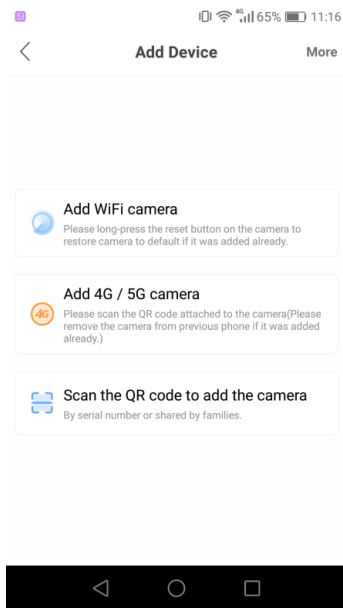 4G 65% 11:16
Add Device More
Add WiFi camera
Please long-press the reset button on the camera to
restore camera to default if it was added already.
Add 4G / 5G camera
4G Please scan the QR code attached to the camera(Please
remove the camera from previous phone if it was added
already.)
Scan the QR code to add the camera
By serial number or shared by families.